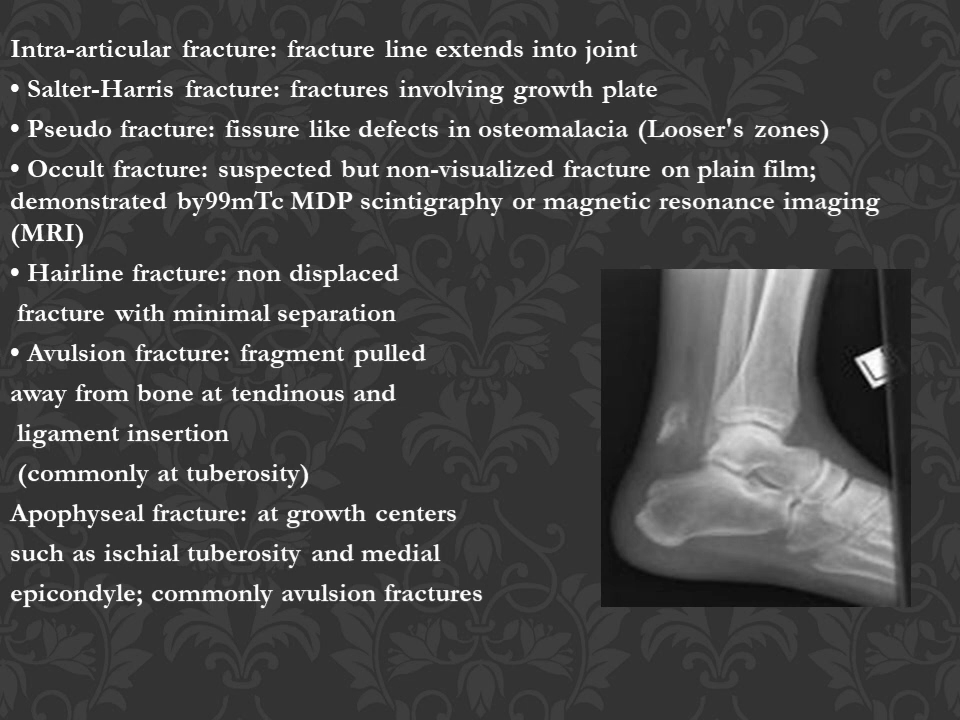 Intra-articular fracture: fracture line extends into joint
• Salter-Harris fracture: fractures involving growth plate
• Pseudo fracture: fissure like defects in osteomalacia (Looser's zones)
• Occult fracture: suspected but non-visualized fracture on plain film;
demonstrated by99mTc MDP scintigraphy or magnetic resonance imaging
(MRI)
• Hairline fracture: non displaced
fracture with minimal separation
• Avulsion fracture: fragment pulled
away from bone at tendinous and
ligament insertion
(commonly at tuberosity)
Apophyseal fracture: at growth centers
such as ischial tuberosity and medial
epicondyle; commonly avulsion fractures
L